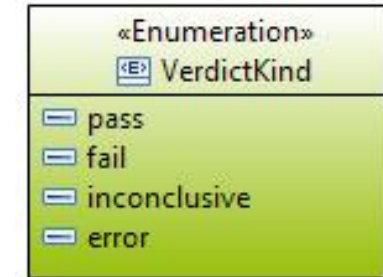 «Enumeration»
<E> VerdictKind
pass
fail
inconclusive
error